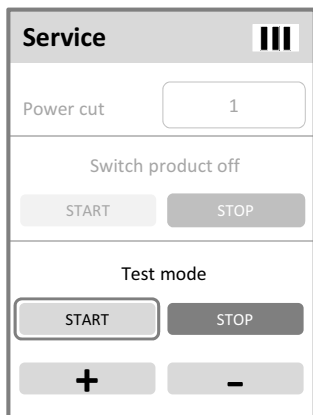 Service
Power cut 1
Switch product off
START STOP
Test mode
START STOP
+ -